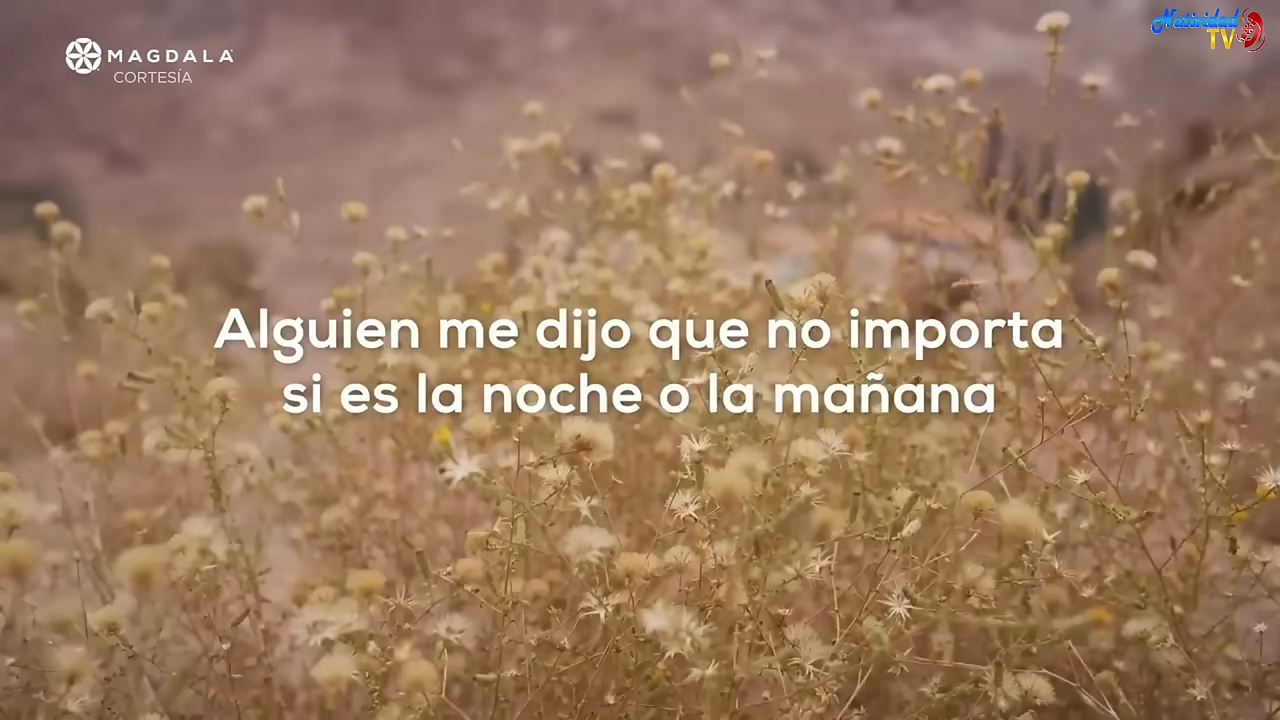 MAGDALA
CORTESÍA
Natividad
TV
Alguien me dijo que no importa
si es la noche o la mañana